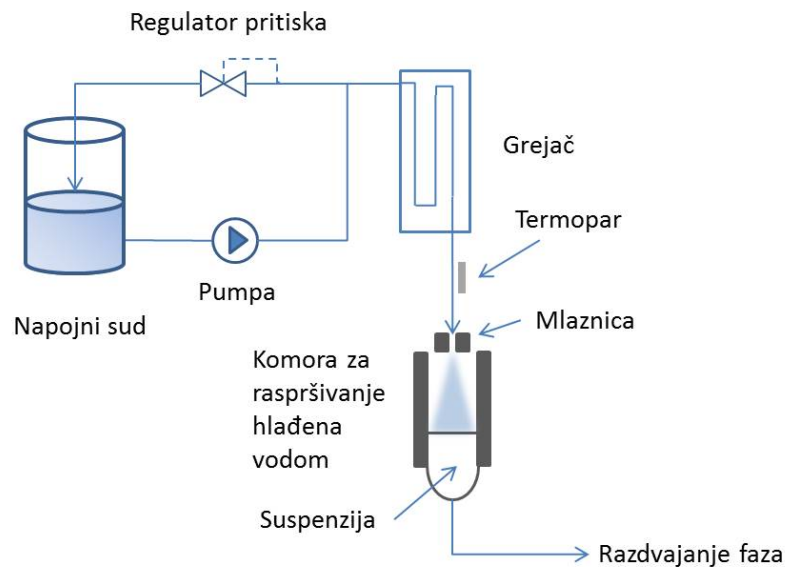 Regulator pritiska
Grejač
Termopar
Pumpa
Napojni sud
Mlaznica
Komora za
raspršivanje
hlađena
vodom
Suspenzija
Razdvajanje faza